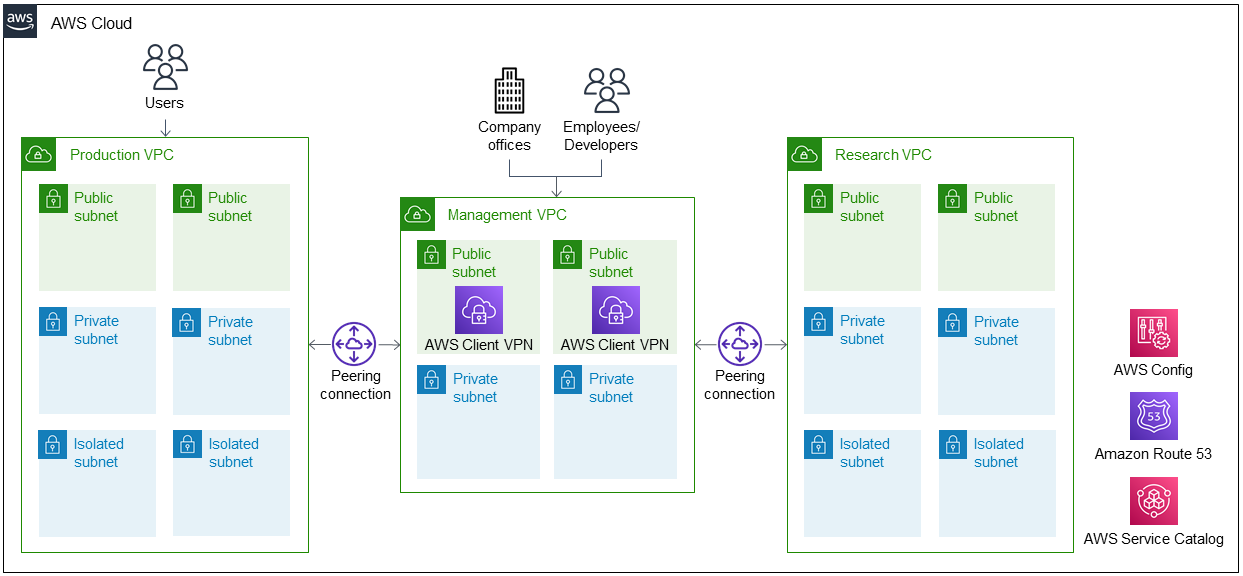 aws
AWS Cloud
Users
Company
offices
Employees/
Developers
Production VPC
Public
subnet
Public
subnet
Private
subnet
Private
subnet
Isolated
subnet
Isolated
subnet
Peering
connection
Management VPC
Public
subnet
Public
subnet
AWS Client VPN
AWS Client VPN
Private
subnet
Private
subnet
Peering
connection
Research VPC
Public
subnet
Public
subnet
Private
subnet
Private
subnet
Isolated
subnet
Isolated
subnet
AWS Config
53
Amazon Route 53
AWS Service Catalog